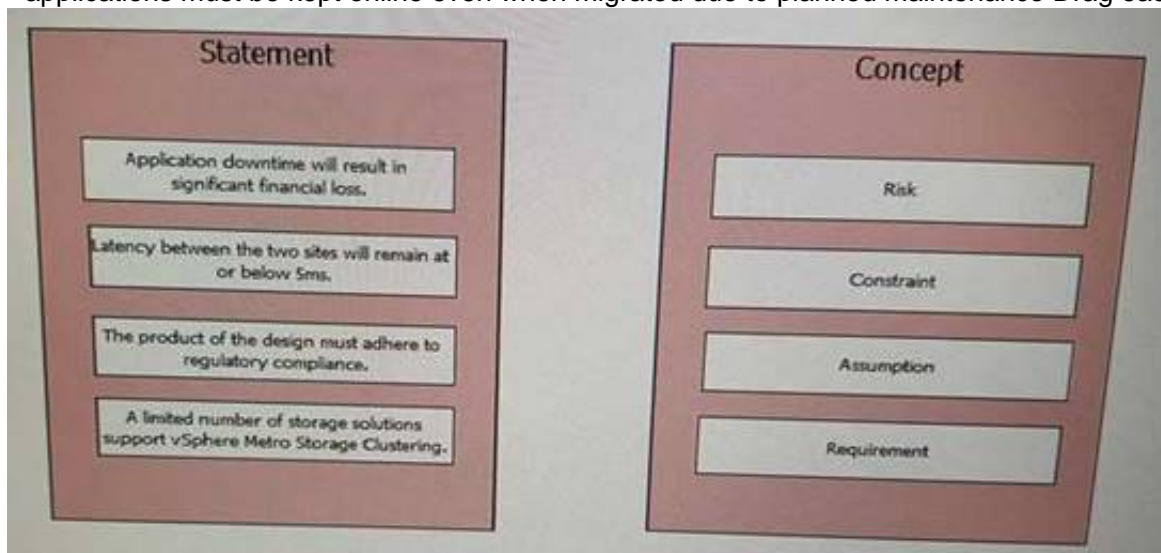 applications must be kept online even when migrated due to planned maintenance Drag
Statement
Application downtime will result in
significant financial loss.
Latency between the two sites will remain at
or below 5ms.
The product of the design must adhere to
regulatory compliance.
A limited number of storage solutions
support vSphere Metro Storage Clustering.
Concept
Risk
Constraint
Assumption
Requirement